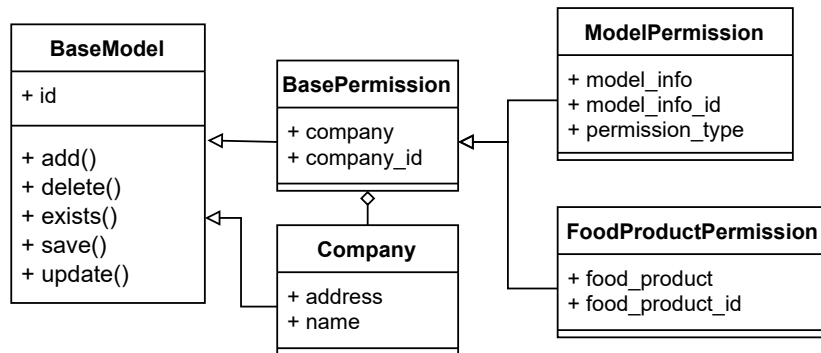 BaseModel
+ id
+ add()
+ delete()
+ exists()
+ save()
+ update()
BasePermission
+ company
+ company_id
Company
+ address
+ name
ModelPermission
+ model_info
+ model_info_id
+ permission_type
FoodProductPermission
+ food_product
+ food_product_id